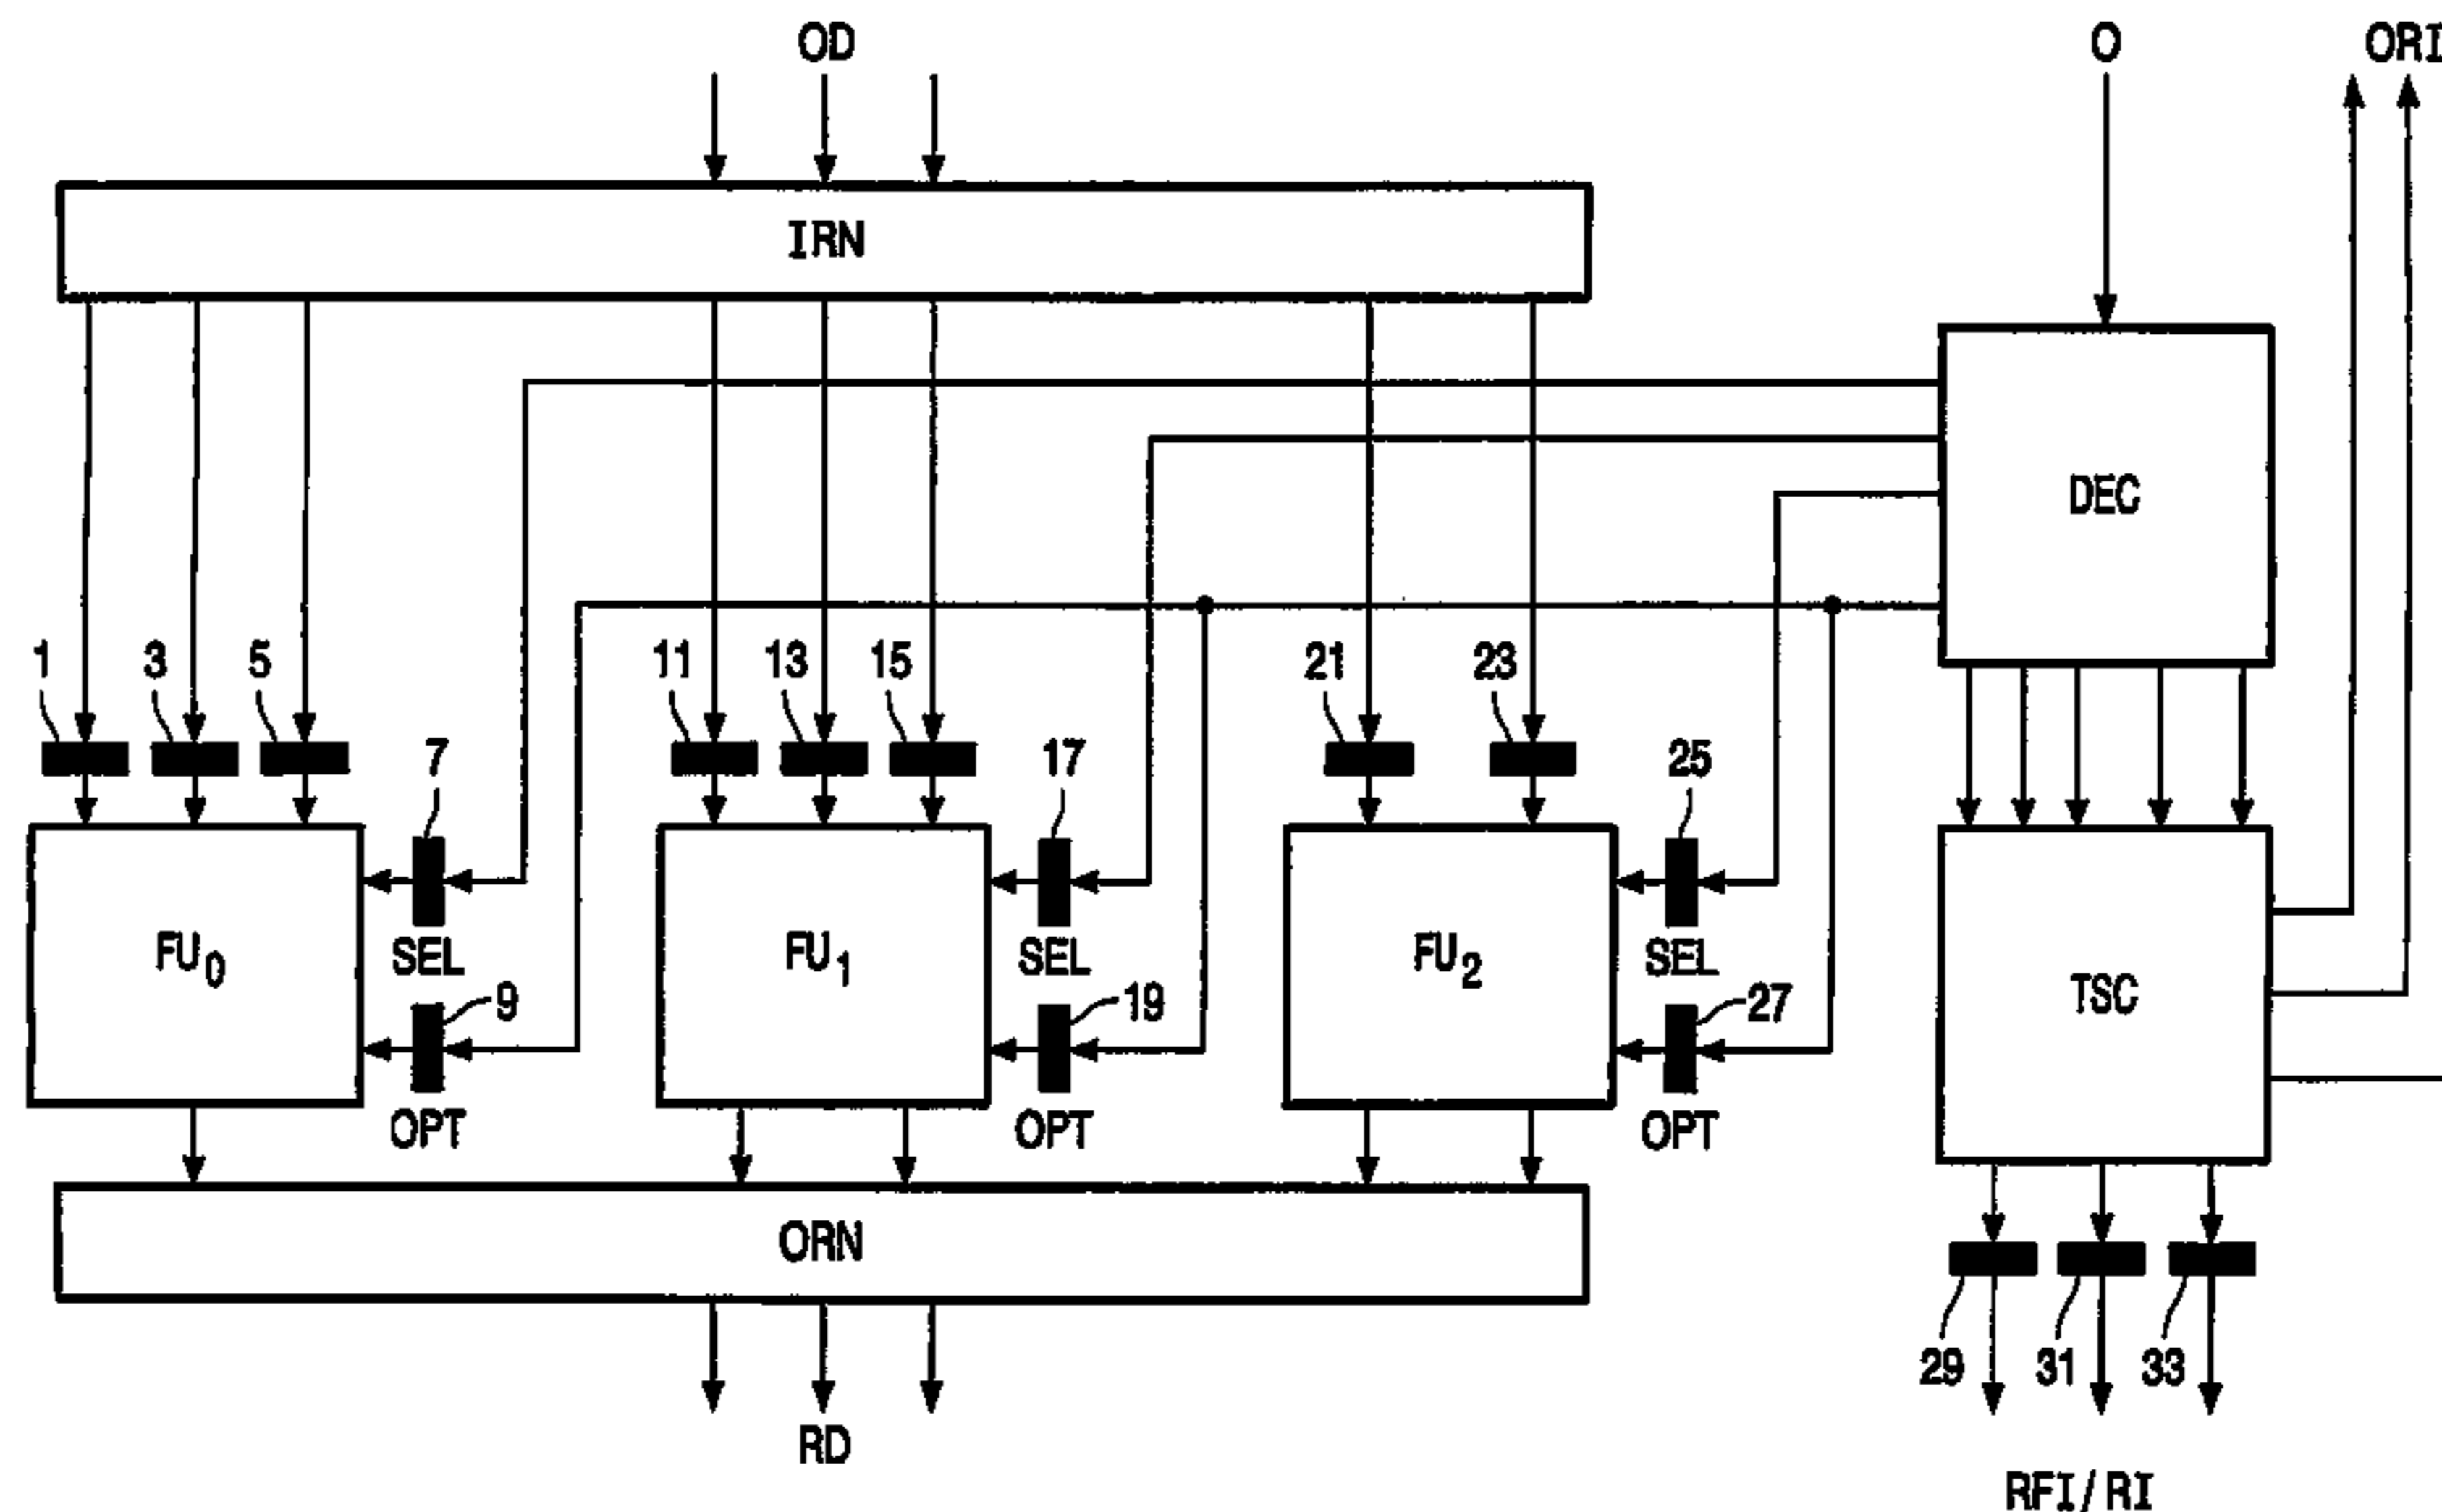 OD O ORI
IRN
DEC
1 3 5 11 13 15 21 23
7 17 25
FU0 SEL FU1 SEL FU2 SEL TSC
9 19 27
OPT OPT OPT
ORN
29 31 33
RD
RFI/RI